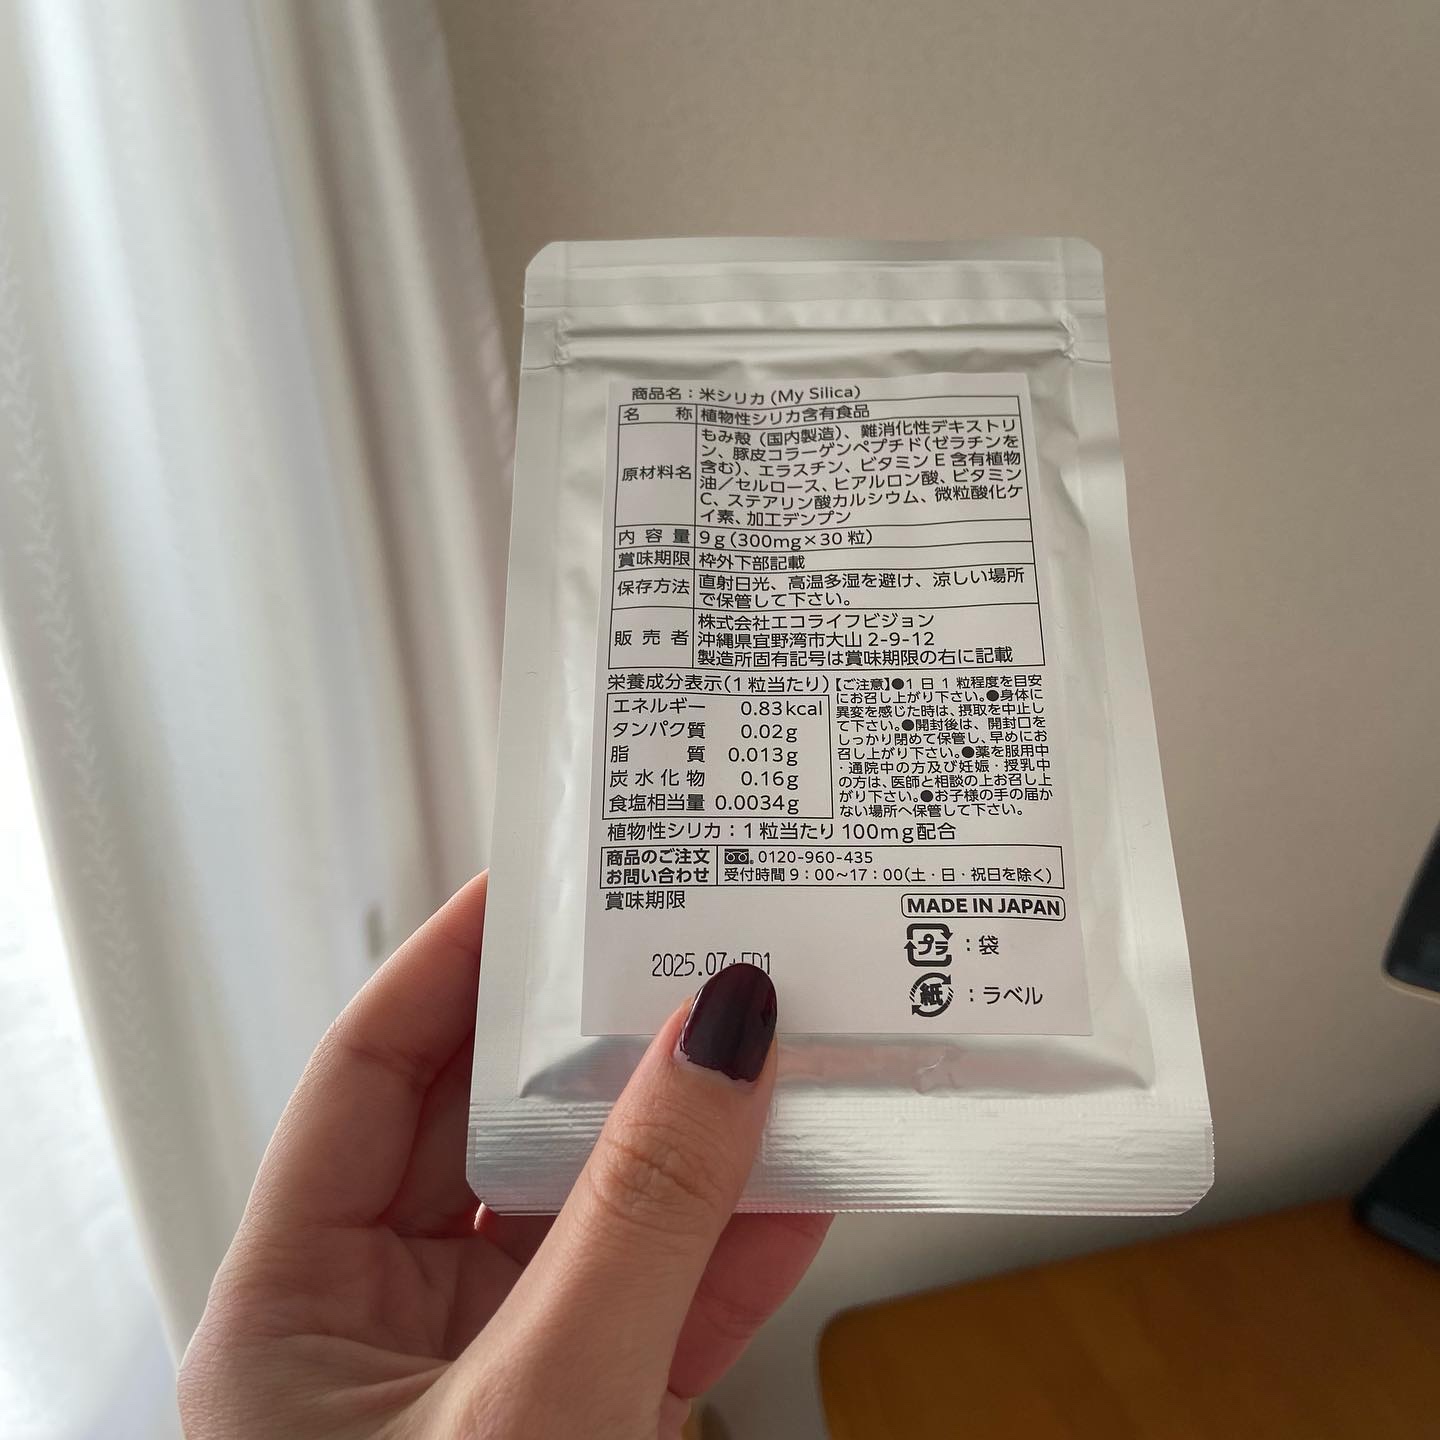 商品名：米シリカ(My Silica)
名 称 植物性シリカ含有食品
原材料名
もみ殻（国内製造）、難消化性デキストリ
ン、豚皮コラーゲンペプチド(ゼラチンを
含む)、エラスチン、ビタミンE含有植物
油／セルロース、ヒアルロン酸、ビタミン
C、ステアリン酸カルシウム、微粒酸化ケ
イ素、加工デンプン
内容量 9g(300mg×30粒)
賞味期限 枠外下部記載
保存方法
直射日光、高温多湿を避け、涼しい場所
で保管して下さい。
販売者
株式会社エコライフビジョン
沖縄県宜野湾市大山2-9-12
製造所固有記号は賞味期限の右に記載
栄養成分表示(1粒当たり)
エネルギー 0.83kcal
タンパク質 0.02g
脂質 0.013g
炭水化物 0.16g
食塩相当量 0.0034g
【ご注意】●1日1粒程度を目安
にお召し上がり下さい。●身体に
異変を感じた時は、摂取を中止し
て下さい。●開封後は、開封口を
しっかり閉めて保管し、早めにお
召し上がり下さい。●薬を服用中
・通院中の方及び妊娠・授乳中
の方は、医師と相談の上お召し上
がり下さい。●お子様の手の届か
ない場所へ保管して下さい。
植物性シリカ：1粒当たり100mg配合
商品のご注文
お問い合わせ
0120-960-435
受付時間9：00～17：00(土・日・祝日を除く)
賞味期限
2025.07
MADE IN JAPAN
プラ：袋
紙：ラベル